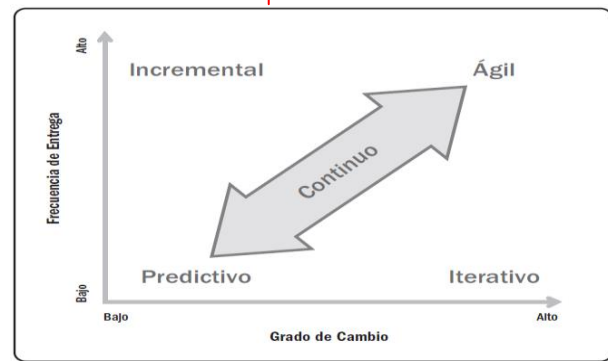 Alto
Incremental
Ágil
Frecuencia de Entrega
Continuo
Predictivo
Iterativo
Bajo
Bajo
Alto
Grado de Cambio